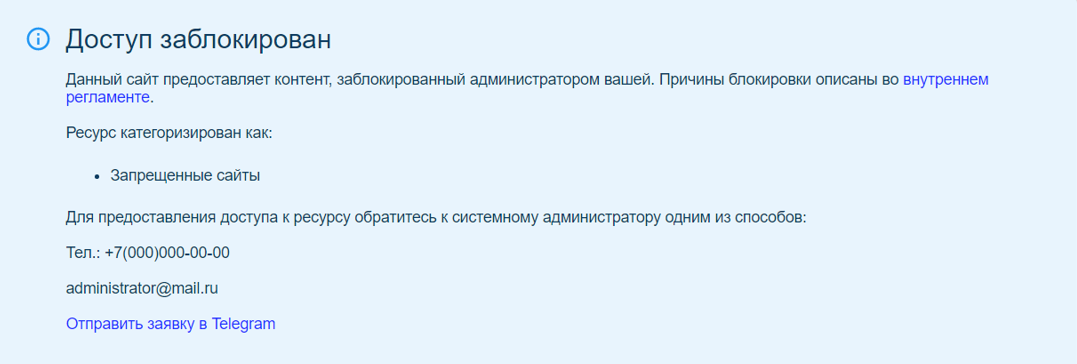 Доступ заблокирован
Данный сайт предоставляет контент, заблокированный администратором вашей. Причины блокировки описаны во внутреннем
регламенте.
Ресурс категоризирован как:
• Запрещенные сайты
Для предоставления доступа к ресурсу обратитесь к системному администратору одним из способов:
Тел.: +7(000)000-00-00
administrator@mail.ru
Отправить заявку в Telegram